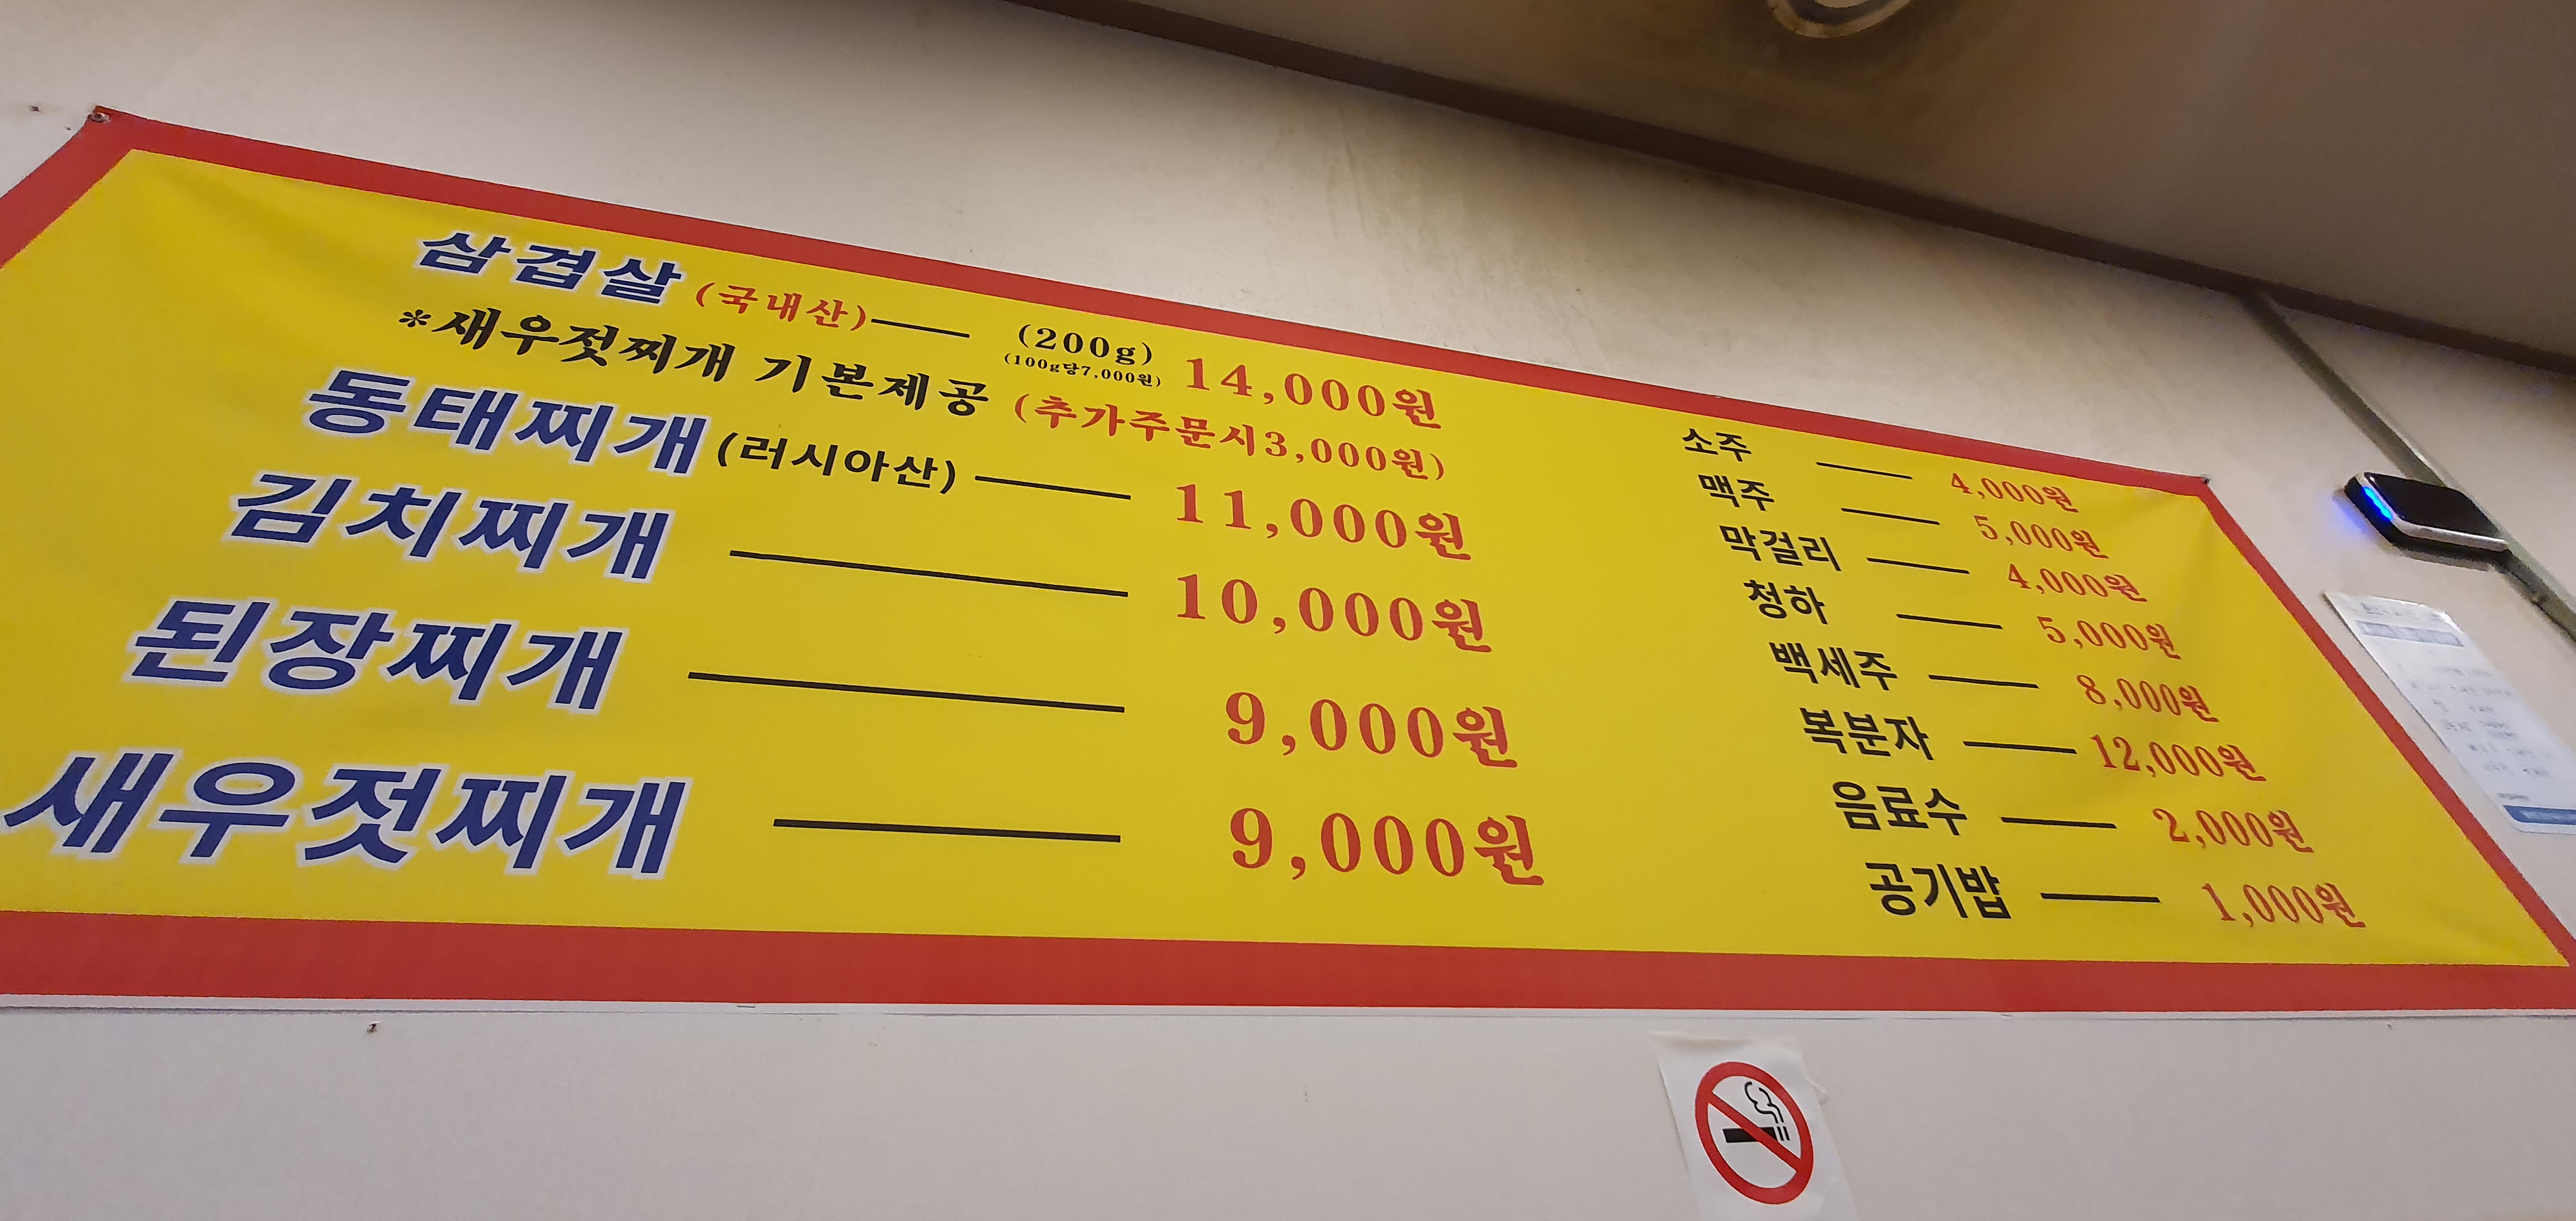 삼겹살 (국내산) (200g) 14,000원
(100g당7,000원)
*새우젓찌개 기본제공 (추가주문시3,000원)
동태찌개 (러시아산) 11,000원
김치찌개 10,000원
된장찌개 9,000원
새우젓찌개 9,000원
소주 4,000원
맥주 5,000원
막걸리 4,000원
청하 5,000원
백세주 8,000원
복분자 12,000원
음료수 2,000원
공기밥 1,000원